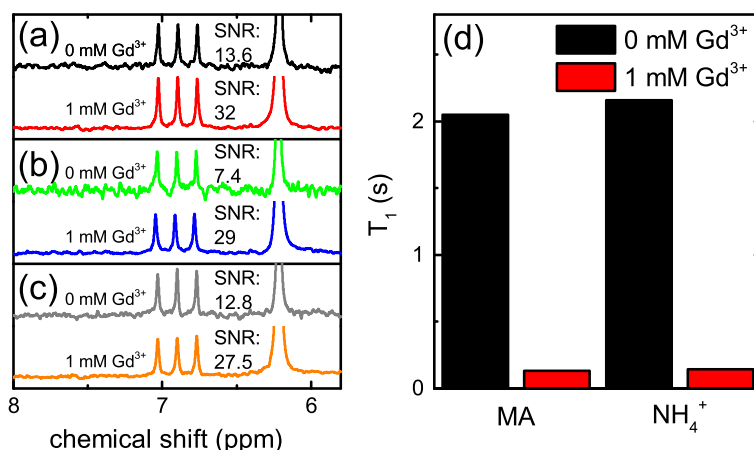 (a)
0 mM Gd³⁺
SNR:
13.6
1 mM Gd³⁺
SNR:
32
(b)
0 mM Gd³⁺
SNR:
7.4
1 mM Gd³⁺
SNR:
29
(c)
0 mM Gd³⁺
SNR:
12.8
1 mM Gd³⁺
SNR:
27.5
8 7 6
chemical shift (ppm)
(d)
0 mM Gd³⁺
1 mM Gd³⁺
T₁ (s)
2
1
0
MA NH₄⁺